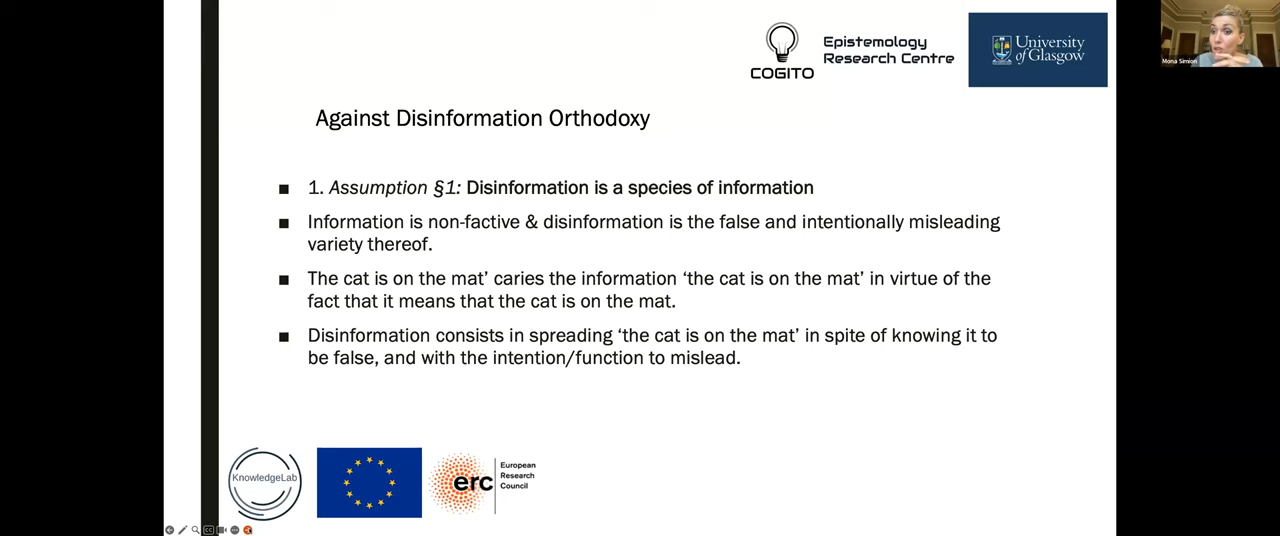 COGITO
Epistemology
Research Centre
University
of Glasgow
Mona Simion
Against Disinformation Orthodoxy
1. Assumption §1: Disinformation is a species of information
Information is non-factive & disinformation is the false and intentionally misleading
variety thereof.
The cat is on the mat’ caries the information ‘the cat is on the mat’ in virtue of the
fact that it means that the cat is on the mat.
Disinformation consists in spreading ‘the cat is on the mat’ in spite of knowing it to
be false, and with the intention/function to mislead.
KnowledgeLab
erc
European
Research
Council